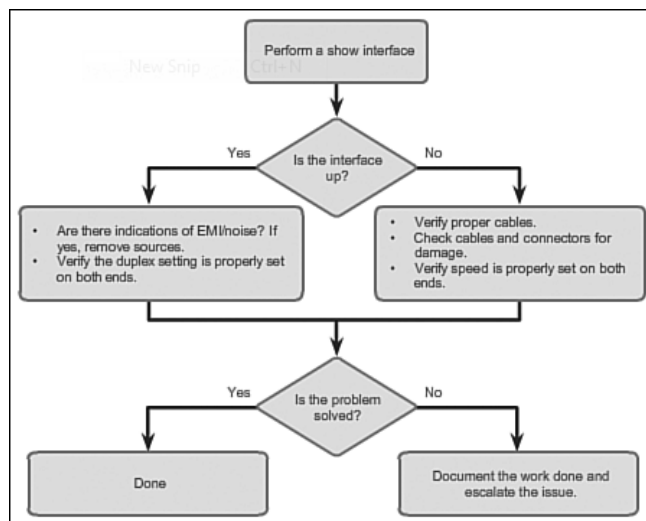 Perform a show interface
New Snip Ctrl+N
Yes
Is the interface
up?
No
• Are there indications of EMI/noise? If
yes, remove sources.
• Verify the duplex setting is properly set
on both ends.
• Verify proper cables.
• Check cables and connectors for
damage.
• Verify speed is properly set on both
ends.
Yes
Is the problem
solved?
No
Done
Document the work done and
escalate the issue.